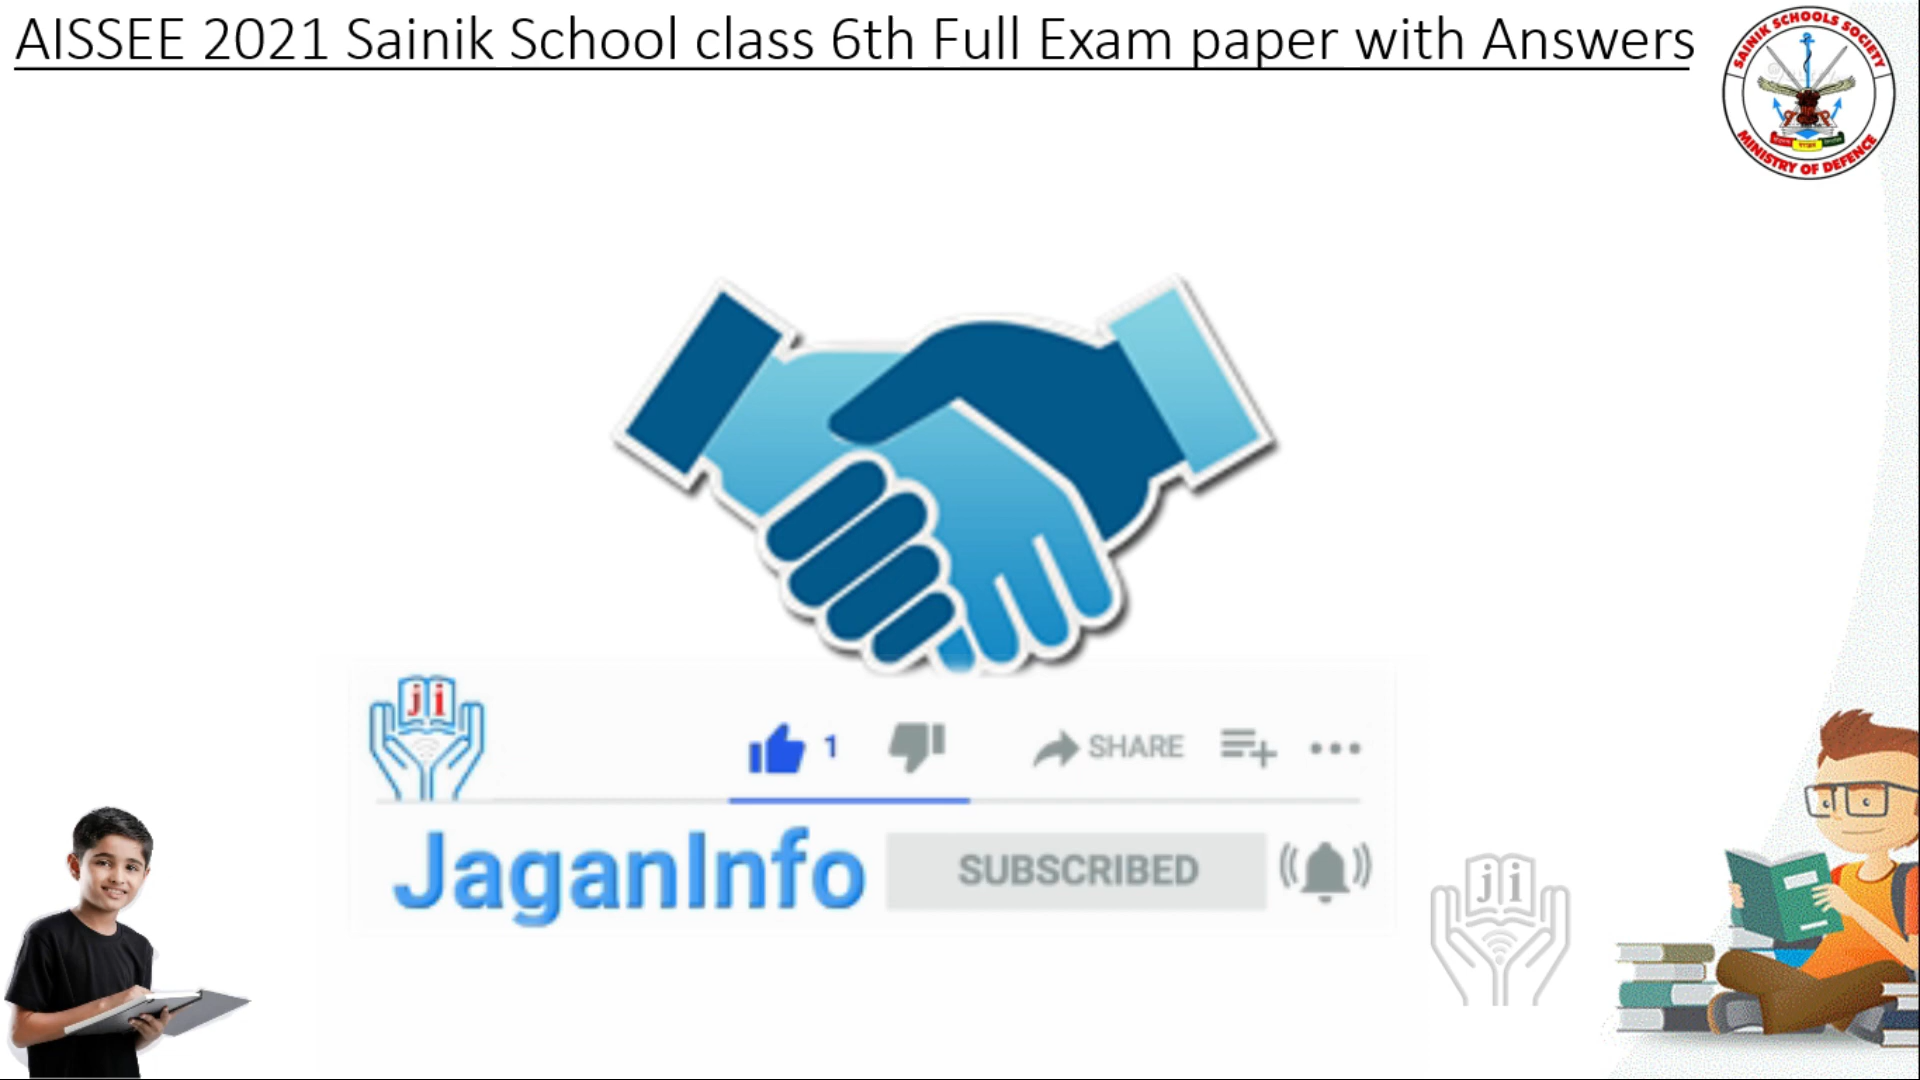 AISSEE 2021 Sainik School class 6th Full Exam paper with Answers
SAINIK SCHOOLS SOCIETY
MINISTRY OF DEFENCE
ji
1
SHARE
JaganInfo
SUBSCRIBED
ji